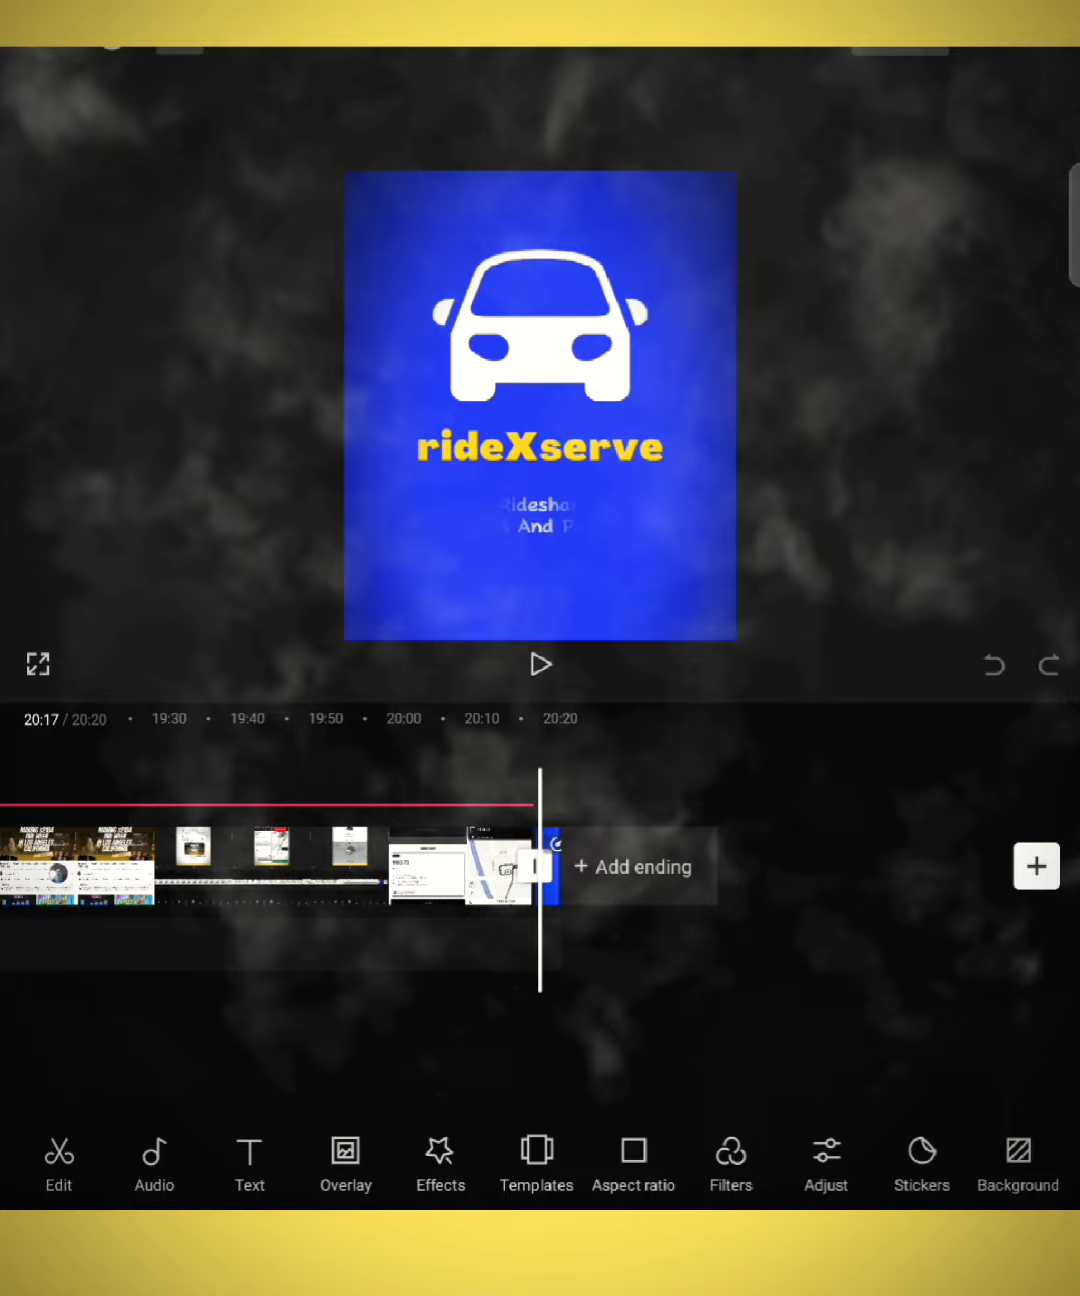 rideXserve
And
20:17 / 20:20 19:30 19:40 19:50 20:00 20:10 20:20
+ Add ending
Edit Audio Text Overlay Effects Templates Aspect ratio Filters Adjust Stickers Background